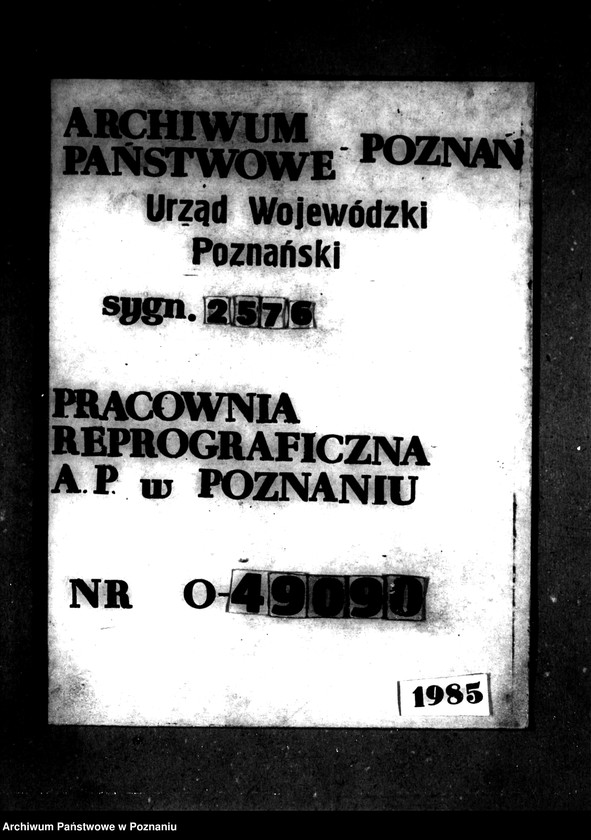 ARCHIWUM
PAŃSTWOWE - POZNAŃ
Urząd Wojewódzki
Poznański
sygn. 2576
PRACOWNIA
REPROGRAFICZNA
A.P. w POZNANIU
NR O-49090
1985
Archiwum Państwowe w Poznaniu